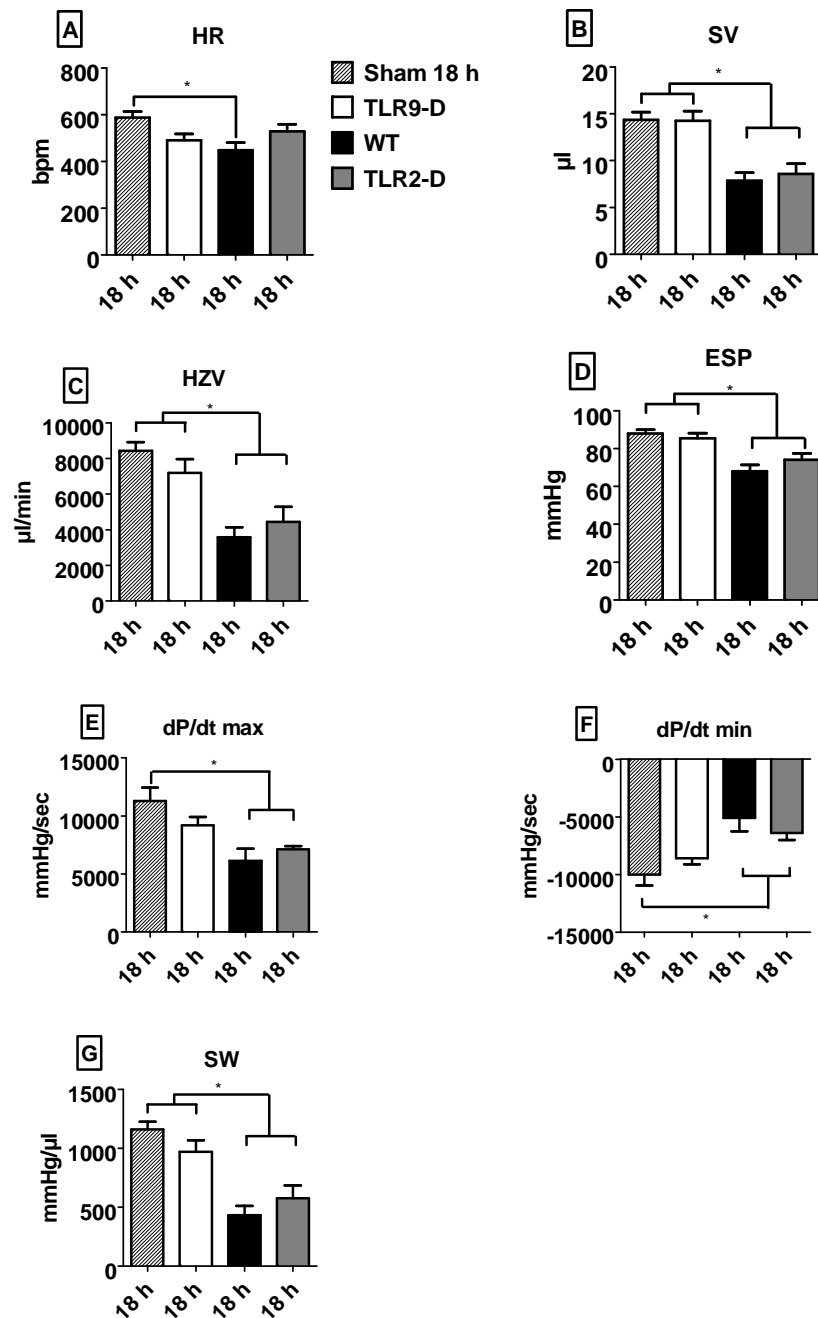 A
HR
800
600
400
200
0
bpm
*
18 h
18 h
18 h
18 h
Sham 18 h
TLR9-D
WT
TLR2-D
B
SV
20
15
10
5
0
µl
*
18 h
18 h
18 h
18 h
C
HZV
10000
8000
6000
4000
2000
0
µl/min
*
18 h
18 h
18 h
18 h
D
ESP
100
80
60
40
20
0
mmHg
*
18 h
18 h
18 h
18 h
E
dP/dt max
15000
10000
5000
0
mmHg/sec
*
18 h
18 h
18 h
18 h
F
dP/dt min
0
-5000
-10000
-15000
mmHg/sec
*
18 h
18 h
18 h
18 h
G
SW
1500
1000
500
0
mmHg/µl
*
18 h
18 h
18 h
18 h